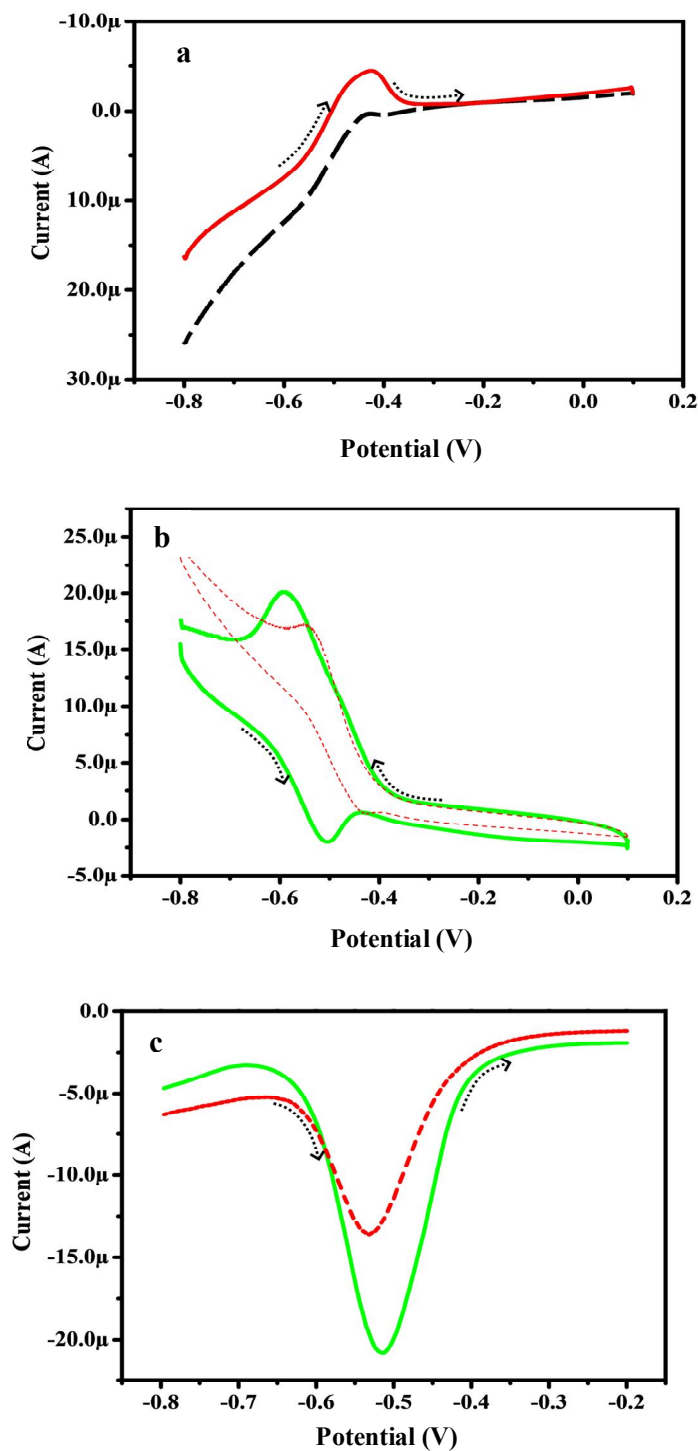 a
-10.0μ
0.0
10.0μ
20.0μ
30.0μ
Current (A)
-0.8 -0.6 -0.4 -0.2 0.0 0.2
Potential (V)
b
25.0μ
20.0μ
15.0μ
10.0μ
5.0μ
0.0
-5.0μ
Current (A)
-0.8 -0.6 -0.4 -0.2 0.0 0.2
Potential (V)
c
0.0
-5.0μ
-10.0μ
-15.0μ
-20.0μ
Current (A)
-0.8 -0.7 -0.6 -0.5 -0.4 -0.3 -0.2
Potential (V)